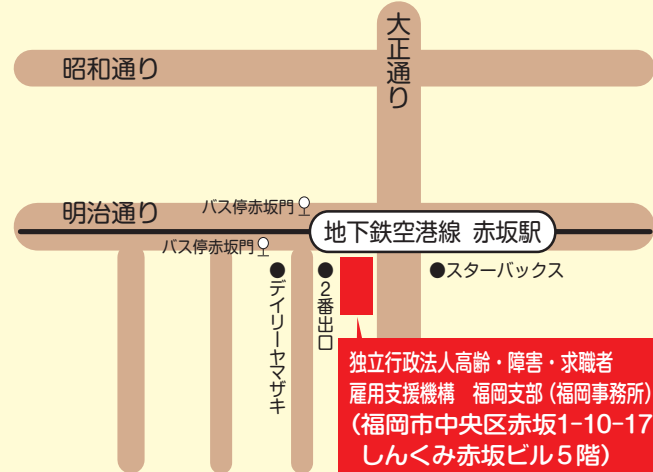 大正通り
昭和通り
明治通り
バス停赤坂門
地下鉄空港線 赤坂駅
バス停赤坂門
●デイリーヤマザキ
●2番出口
●スターバックス
独立行政法人高齢・障害・求職者
雇用支援機構 福岡支部(福岡事務所)
(福岡市中央区赤坂1-10-17
しんくみ赤坂ビル5階)